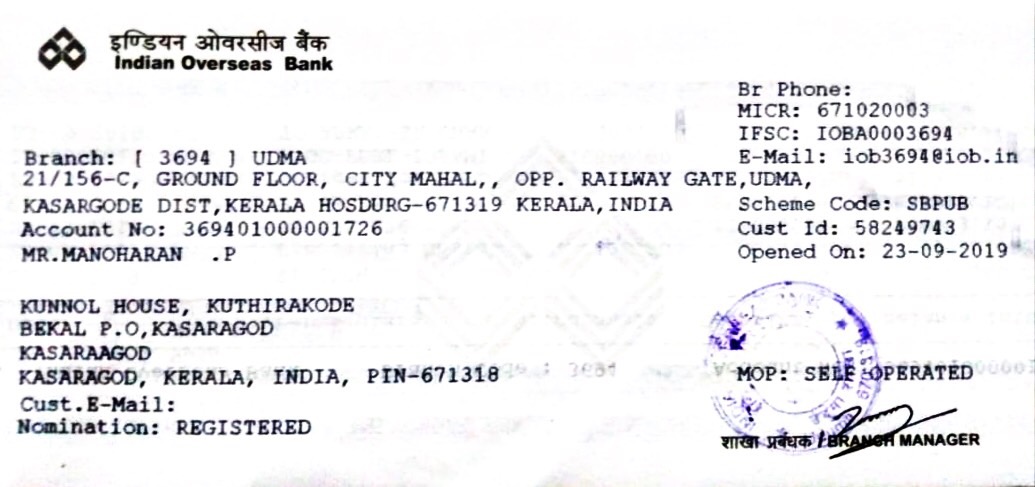 इण्डियन ओवरसीज बैंक
Indian Overseas Bank
Br Phone:
MICR: 671020003
IFSC: IOBA0003694
Branch: [ 3694 ] UDMA
E-Mail: iob3694@iob.in
21/156-C, GROUND FLOOR, CITY MAHAL,, OPP. RAILWAY GATE,UDMA,
KASARGODE DIST,KERALA HOSDURG-671319 KERALA,INDIA
Scheme Code: SBPUB
Account No: 369401000001726
Cust Id: 58249743
MR.MANOHARAN .P
Opened On: 23-09-2019
KUNNOL HOUSE, KUTHIRAKODE
BEKAL P.O,KASARAGOD
KASARAAGOD
KASARAGOD, KERALA, INDIA, PIN-671318
MOP: SELF OPERATED
Cust.E-Mail:
Nomination: REGISTERED
शाखा प्रबंधक / BRANCH MANAGER